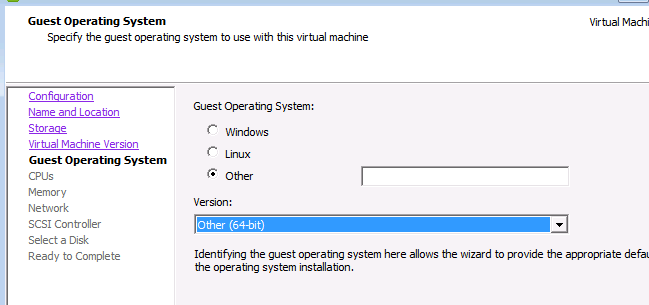 Guest Operating System
Virtual Machi
Specify the guest operating system to use with this virtual machine
Configuration
Name and Location
Storage
Virtual Machine Version
Guest Operating System
CPUs
Memory
Network
SCSI Controller
Select a Disk
Ready to Complete
Guest Operating System:
Windows
Linux
Other
Version:
Other (64-bit)
Identifying the guest operating system here allows the wizard to provide the appropriate defau
the operating system installation.